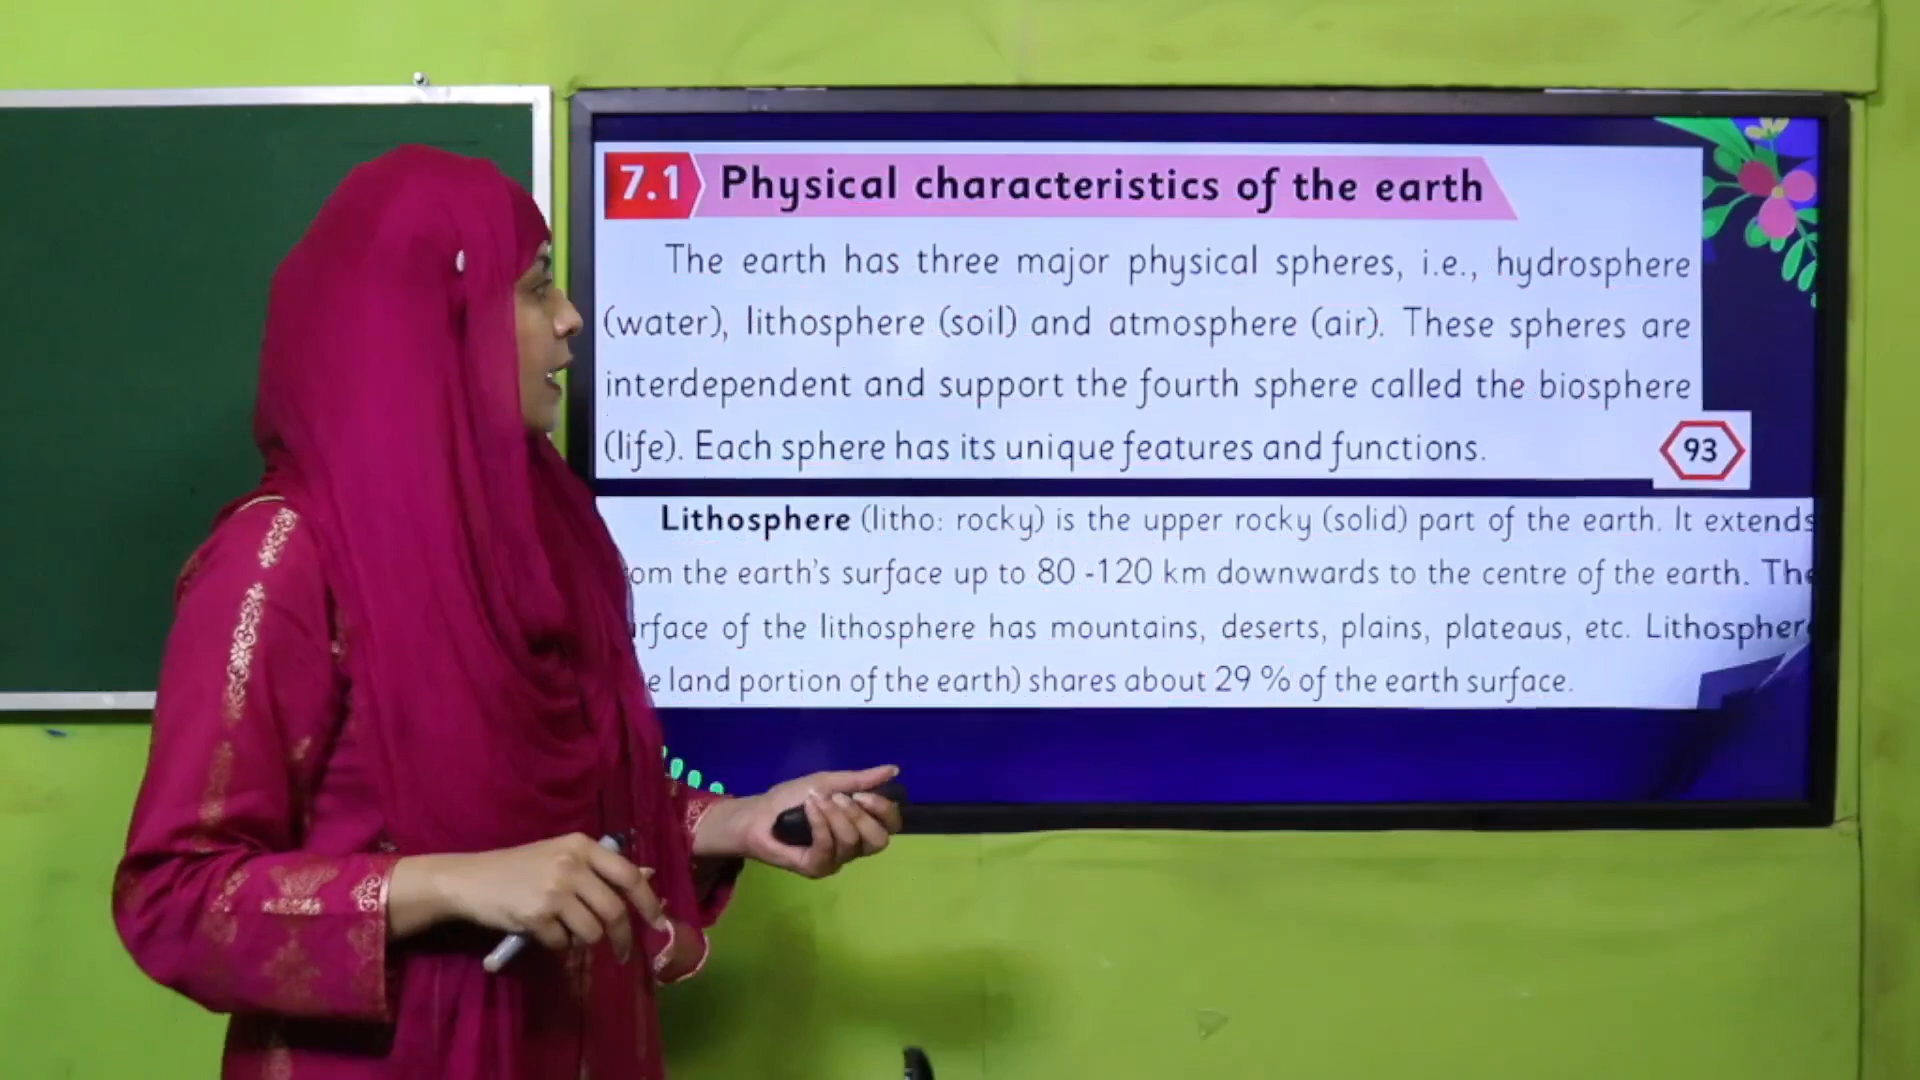 7.1 Physical characteristics of the earth
The earth has three major physical spheres, i.e., hydrosphere
(water), lithosphere (soil) and atmosphere (air). These spheres are
interdependent and support the fourth sphere called the biosphere
(life). Each sphere has its unique features and functions.
93
Lithosphere (litho: rocky) is the upper rocky (solid) part of the earth. It extends
the earth's surface up to 80 -120 km downwards to the centre of the earth. The
of the lithosphere has mountains, deserts, plains, plateaus, etc. Lithosphere
land portion of the earth) shares about 29 % of the earth surface.